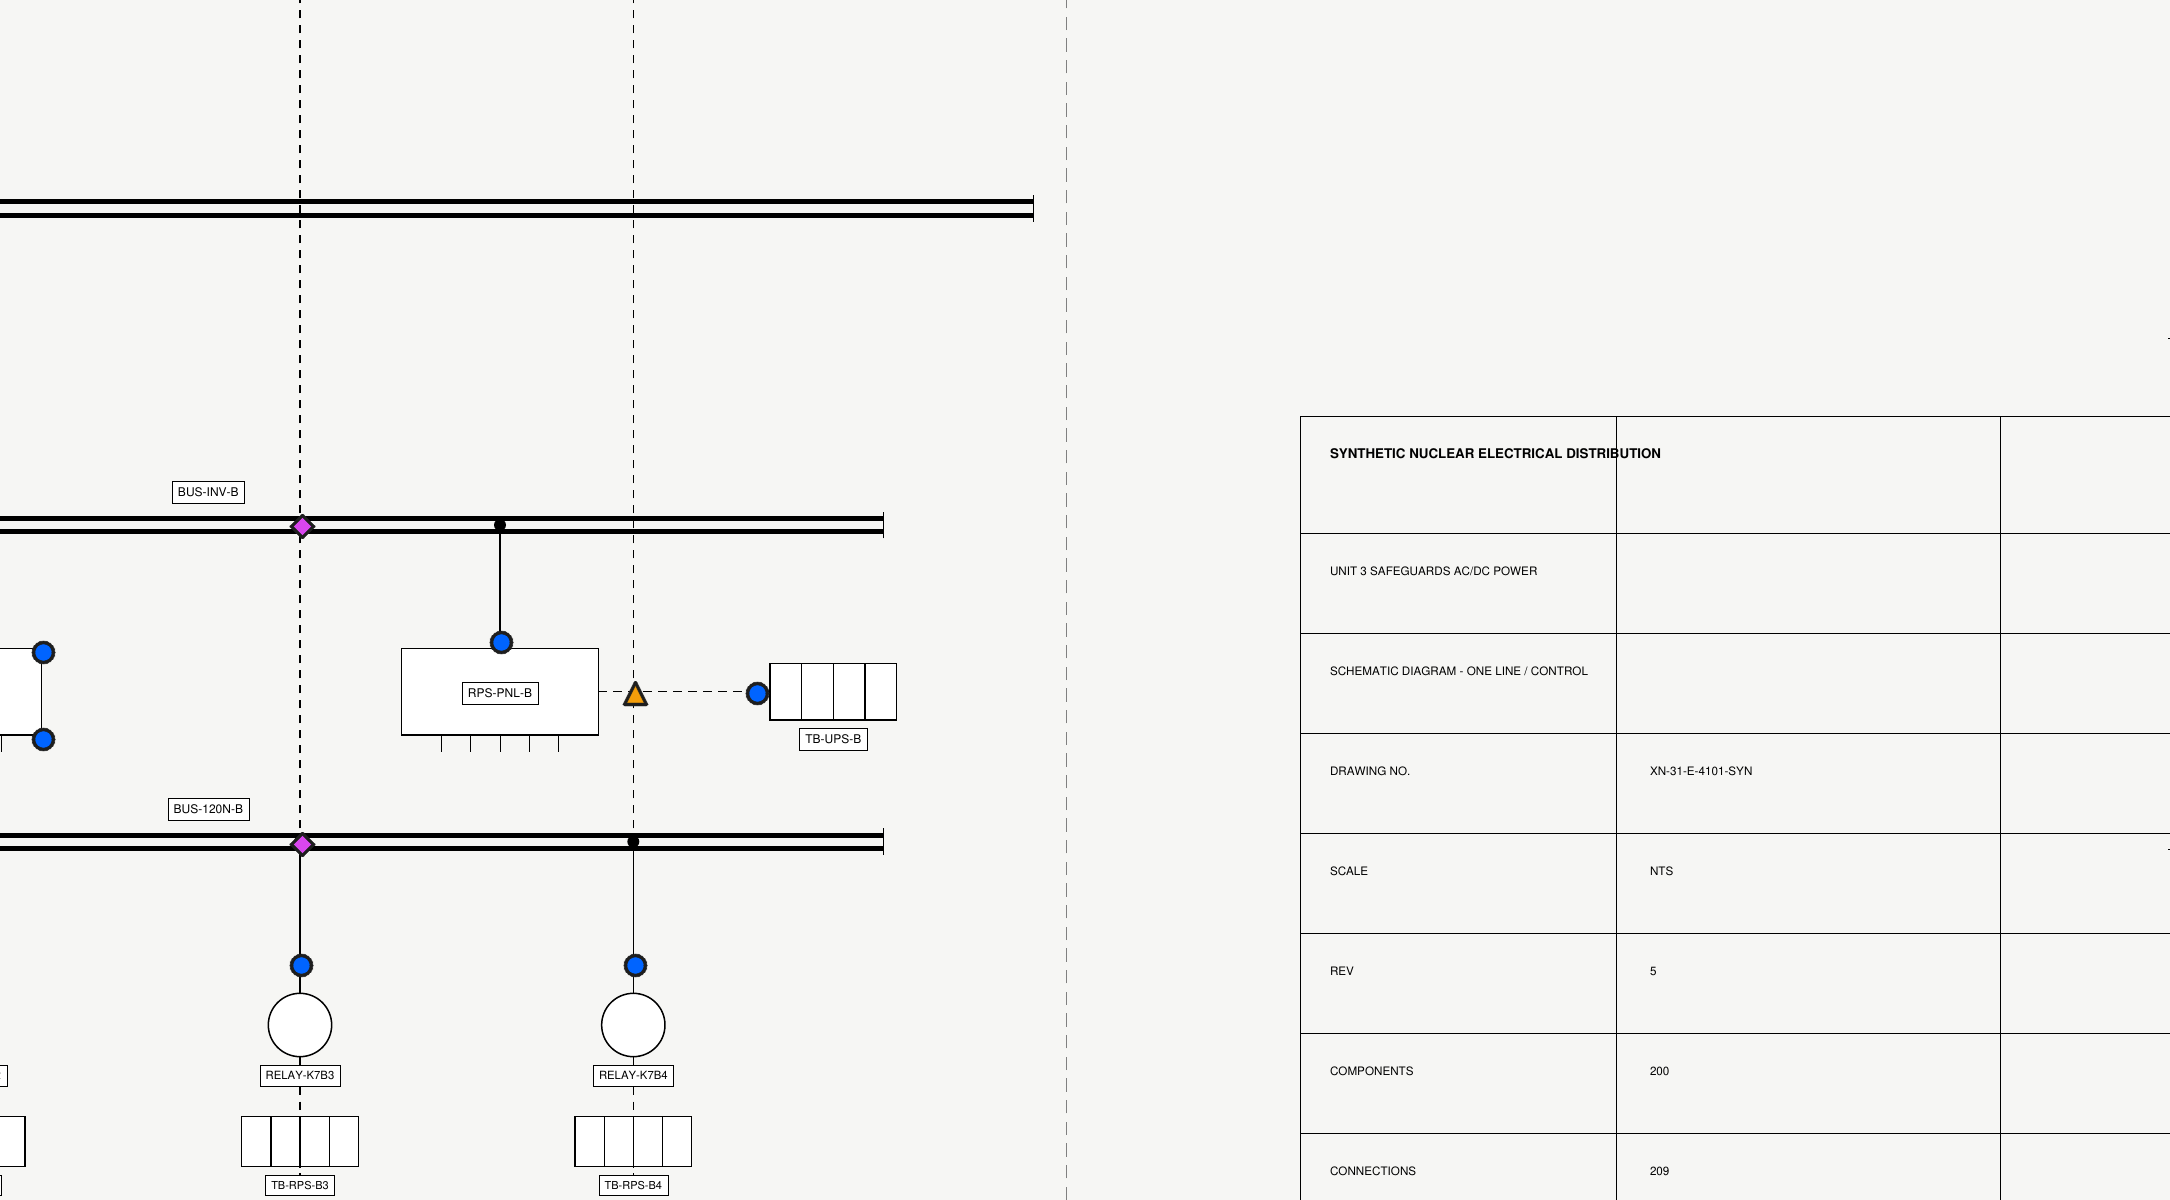 BUS-INV-B
RPS-PNL-B
TB-UPS-B
BUS-120N-B
RELAY-K7B3
RELAY-K7B4
TB-RPS-B3
TB-RPS-B4
SYNTHETIC NUCLEAR ELECTRICAL DISTRIBUTION
UNIT 3 SAFEGUARDS AC/DC POWER
SCHEMATIC DIAGRAM - ONE LINE / CONTROL
DRAWING NO. XN-31-E-4101-SYN
SCALE NTS
REV 5
COMPONENTS 200
CONNECTIONS 209